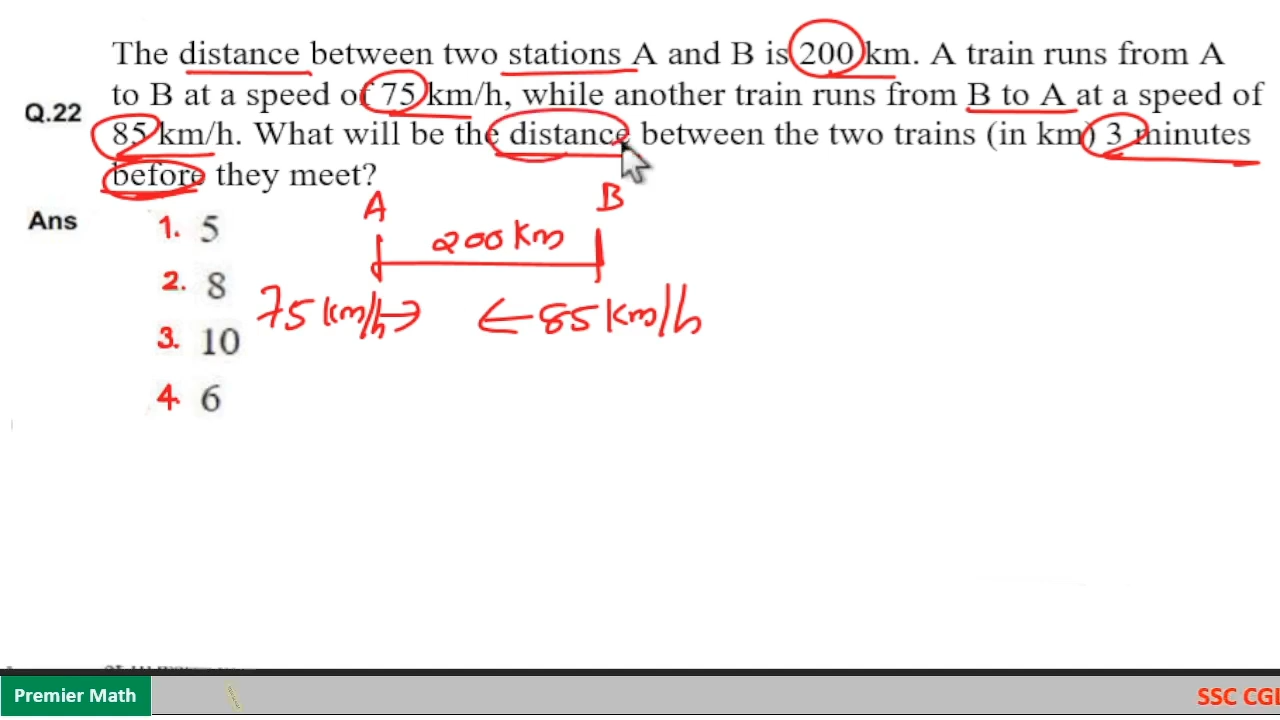 The distance between two stations A and B is 200 km. A train runs from A
to B at a speed of 75 km/h, while another train runs from B to A at a speed of
Q.22
85 km/h. What will be the distance between the two trains (in km) 3 minutes
before they meet?
A B
Ans
1. 5
200 Km
2. 8
75 km/h → ← 85 Km/h
3. 10
4. 6
Premier Math
SSC CGL